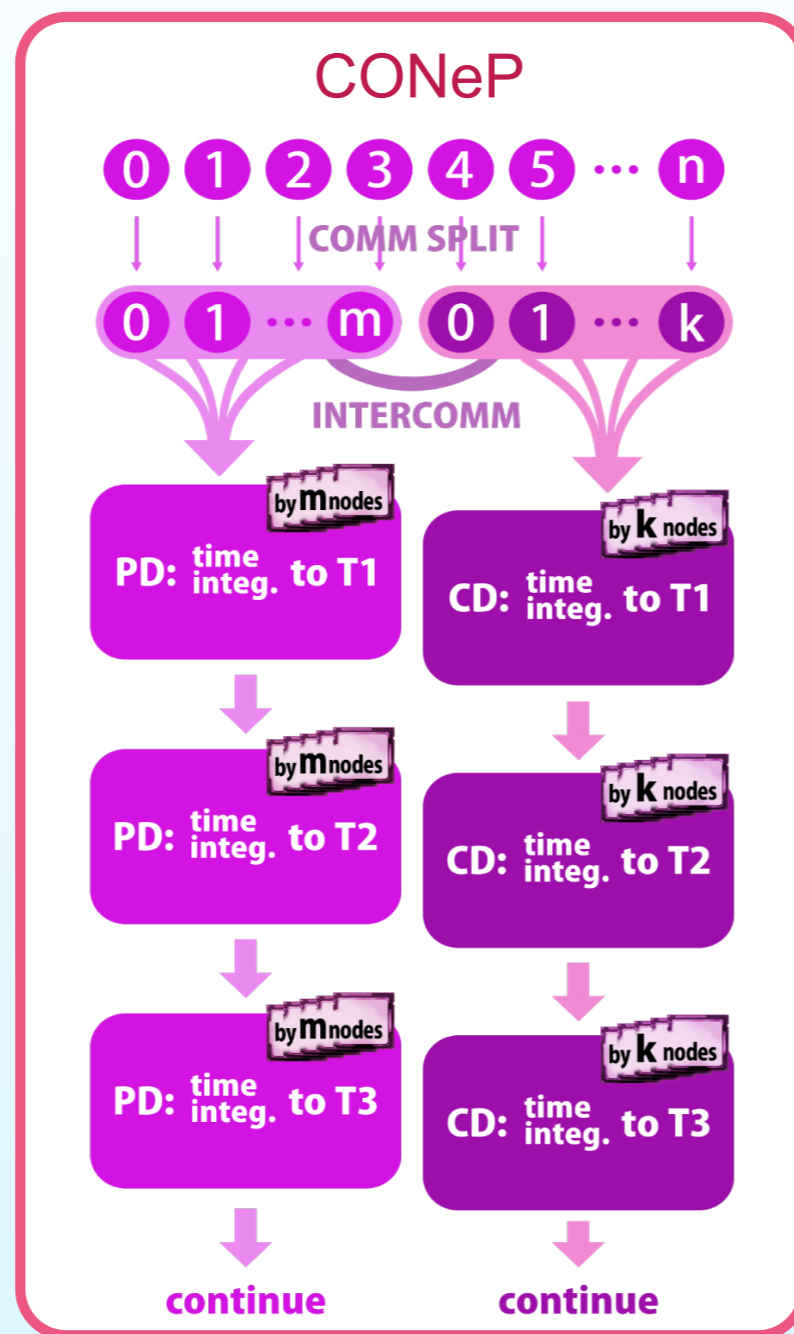 CONeP
0 1 2 3 4 5 ... n
COMM SPLIT
0 1 ... m 0 1 ... k
INTERCOMM
by m nodes
PD: time integ. to T1
by k nodes
CD: time integ. to T1
by m nodes
PD: time integ. to T2
by k nodes
CD: time integ. to T2
by m nodes
PD: time integ. to T3
by k nodes
CD: time integ. to T3
continue continue